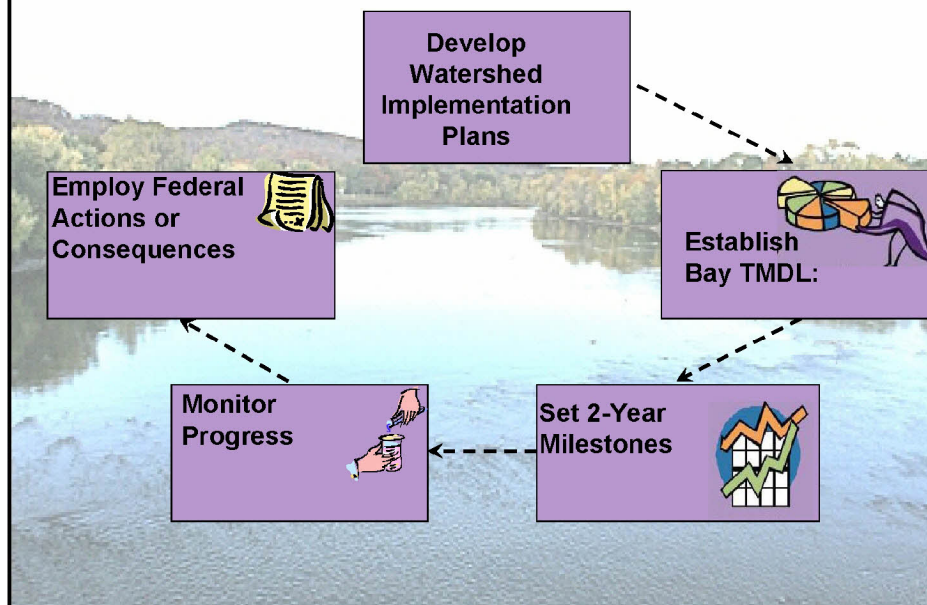 Develop
Watershed
Implementation
Plans
Establish
Bay TMDL:
Set 2-Year
Milestones
Monitor
Progress
Employ Federal
Actions or
Consequences